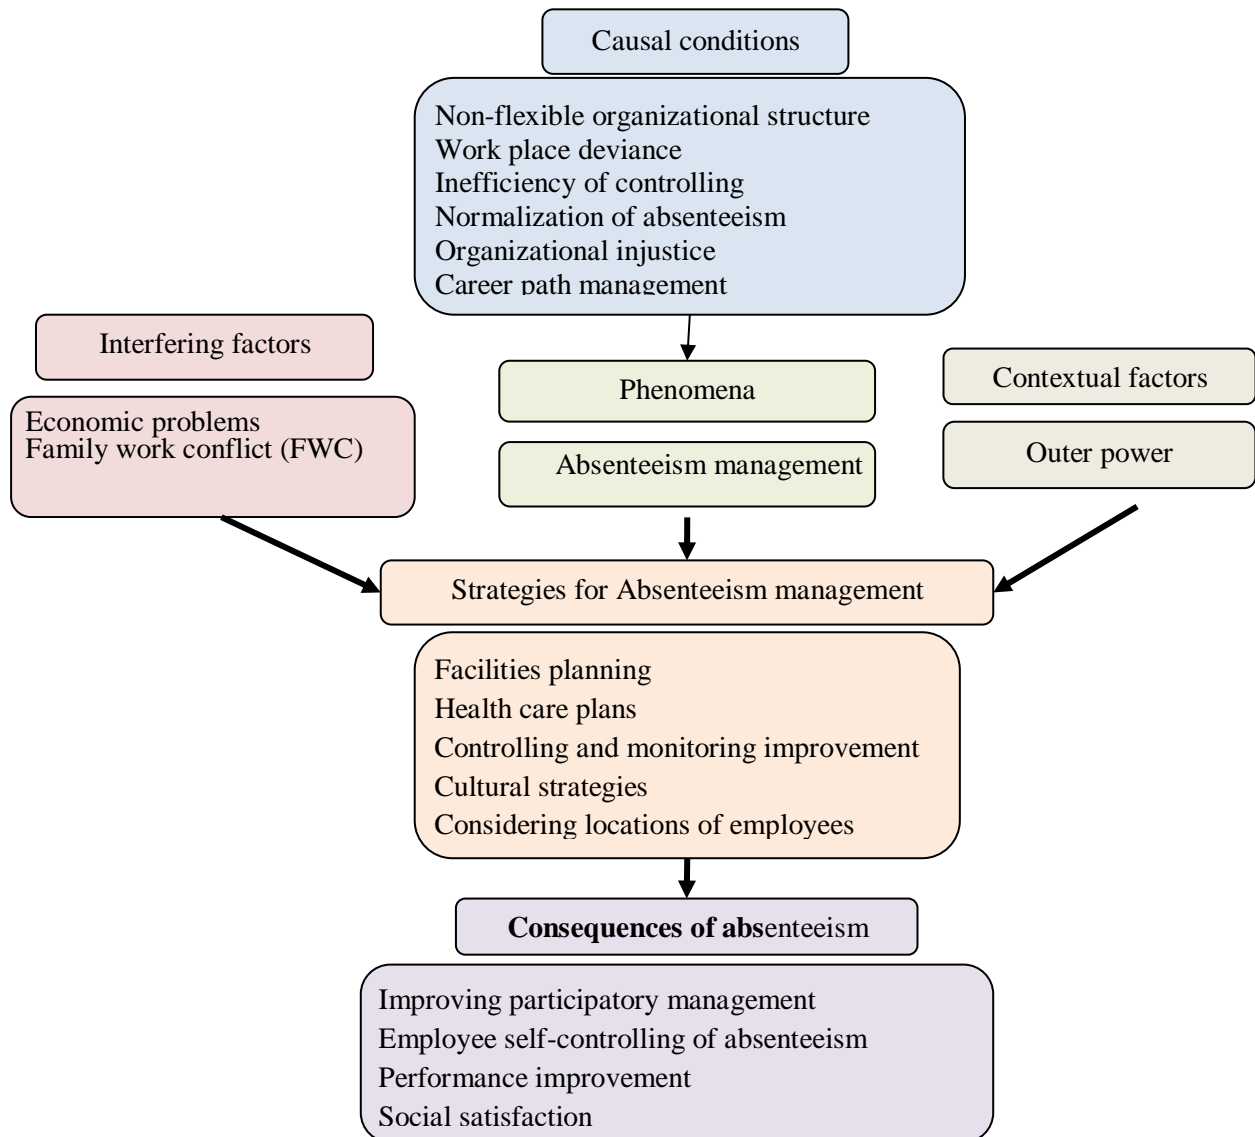 Causal conditions
Non-flexible organizational structure
Work place deviance
Inefficiency of controlling
Normalization of absenteeism
Organizational injustice
Career path management
Interfering factors
Economic problems
Family work conflict (FWC)
Phenomena
Absenteeism management
Contextual factors
Outer power
Strategies for Absenteeism management
Facilities planning
Health care plans
Controlling and monitoring improvement
Cultural strategies
Considering locations of employees
Consequences of absenteeism
Improving participatory management
Employee self-controlling of absenteeism
Performance improvement
Social satisfaction